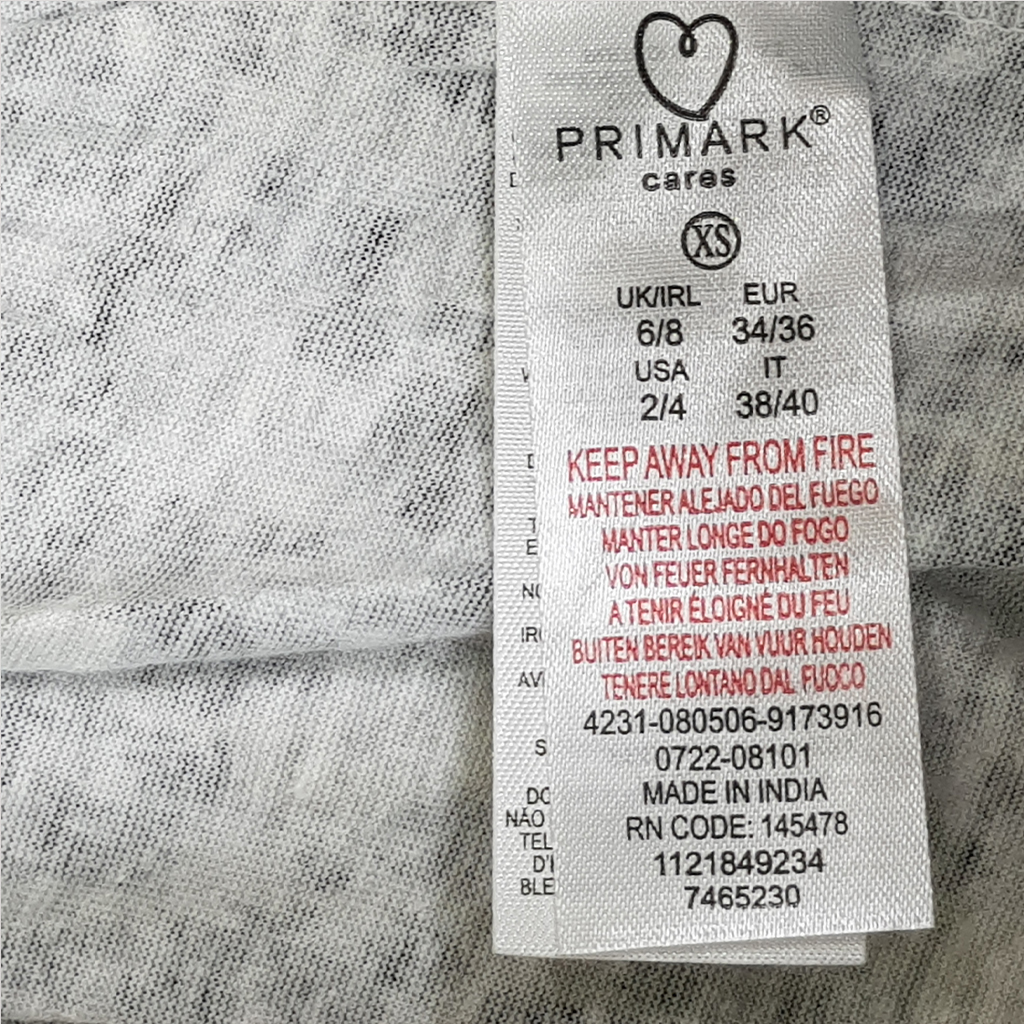 PRIMARK®
cares
XS
UK/IRL EUR
6/8 34/36
USA IT
2/4 38/40
KEEP AWAY FROM FIRE
MANTENER ALEJADO DEL FUEGO
MANTER LONGE DO FOGO
VON FEUER FERNHALTEN
A TENIR ÉLOIGNÉ DU FEU
BUITEN BEREIK VAN VUUR HOUDEN
TENERE LONTANO DAL FUOCO
4231-080506-9173916
0722-08101
MADE IN INDIA
RN CODE: 145478
1121849234
7465230